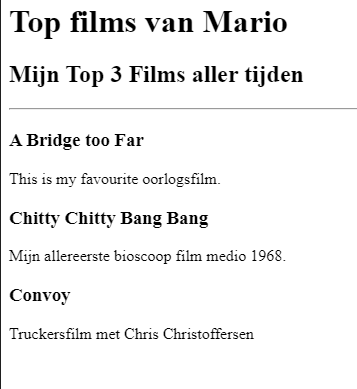 Top films van Mario
Mijn Top 3 Films aller tijden
A Bridge too Far
This is my favourite oorlogsfilm.
Chitty Chitty Bang Bang
Mijn allereerste bioscoop film medio 1968.
Convoy
Truckersfilm met Chris Christoffersen